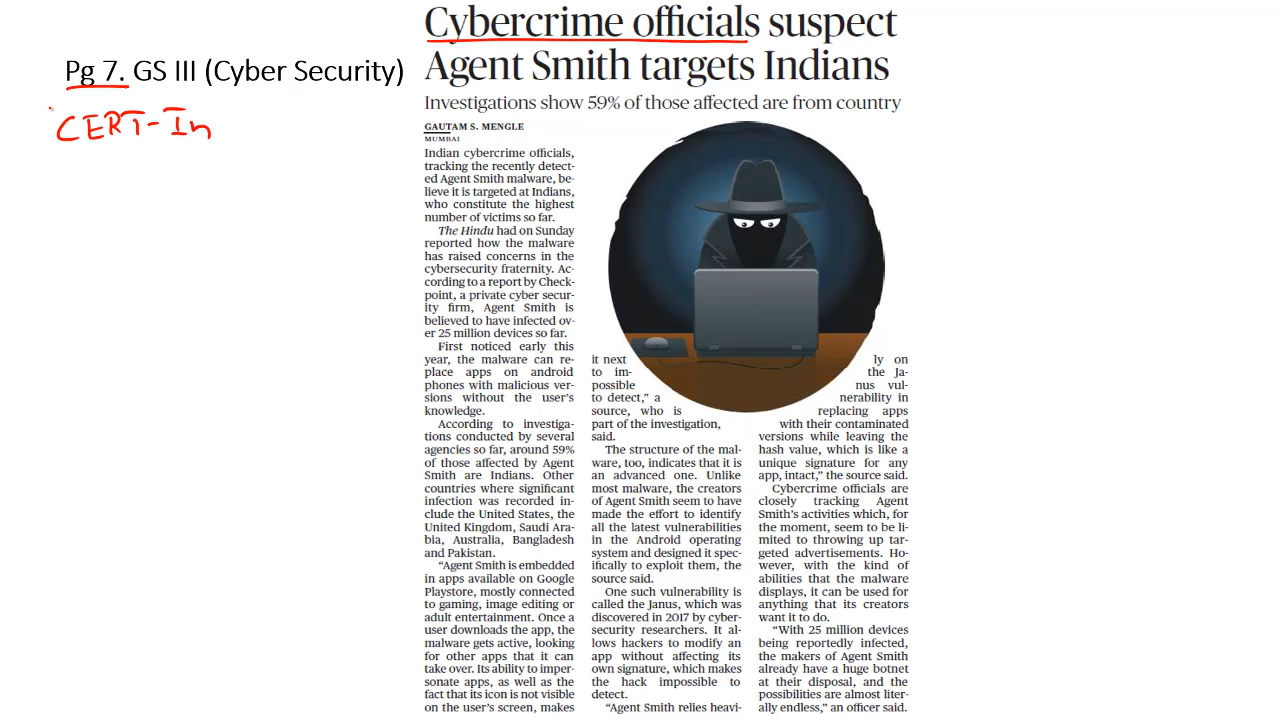 Cybercrime officials suspect
Agent Smith targets Indians
Pg 7. GS III (Cyber Security)
CERT-In
Investigations show 59% of those affected are from country
GAUTAM S. MENGLE
MUMBAI
Indian cybercrime officials,
tracking the recently detect-
ed Agent Smith malware, be-
lieve it is targeted at Indians,
who constitute the highest
number of victims so far.
The Hindu had on Sunday
reported how the malware
has raised concerns in the
cybersecurity fraternity. Ac-
cording to a report by Check-
point, a private cyber secur-
ity firm, Agent Smith is
believed to have infected ov-
er 25 million devices so far.
First noticed early this
year, the malware can re-
place apps on android
phones with malicious ver-
sions without the user's
knowledge.
According to investiga-
tions conducted by several
agencies so far, around 59%
of those affected by Agent
Smith are Indians. Other
countries where significant
infection was recorded in-
clude the United States, the
United Kingdom, Saudi Ara-
bia, Australia, Bangladesh
and Pakistan.
"Agent Smith is embedded
in apps available on Google
Playstore, mostly connected
to gaming, image editing or
adult entertainment. Once a
user downloads the app, the
malware gets active, looking
for other apps that it can
take over. Its ability to imper-
sonate apps, as well as the
fact that its icon is not visible
on the user's screen, makes
it next
to im-
possible
to detect," a
source, who is
part of the investigation,
said.
The structure of the mal-
ware, too, indicates that it is
an advanced one. Unlike
most malware, the creators
of Agent Smith seem to have
made the effort to identify
all the latest vulnerabilities
in the Android operating
system and designed it spec-
ifically to exploit them, the
source said.
One such vulnerability is
called the Janus, which was
discovered in 2017 by cyber-
security researchers. It al-
lows hackers to modify an
app without affecting its
own signature, which makes
the hack impossible to
detect.
"Agent Smith relies heavi-
ly on
the Ja-
nus vul-
nerability in
replacing apps
with their contaminated
versions while leaving the
hash value, which is like a
unique signature for any
app, intact," the source said.
Cybercrime officials are
closely tracking Agent
Smith's activities which, for
the moment, seem to be li-
mited to throwing up tar-
geted advertisements. Ho-
wever, with the kind of
abilities that the malware
displays, it can be used for
anything that its creators
want it to do.
"With 25 million devices
being reportedly infected,
the makers of Agent Smith
already have a huge botnet
at their disposal, and the
possibilities are almost liter-
ally endless," an officer said.